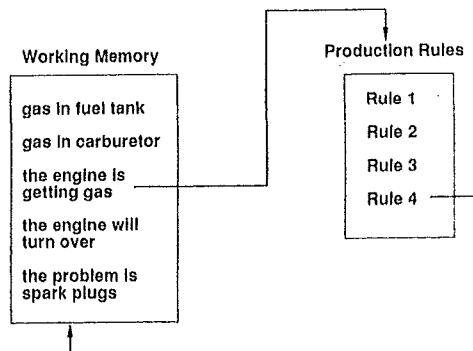 Working Memory
gas in fuel tank
gas in carburetor
the engine is
getting gas
the engine will
turn over
the problem is
spark plugs
Production Rules
Rule 1
Rule 2
Rule 3
Rule 4